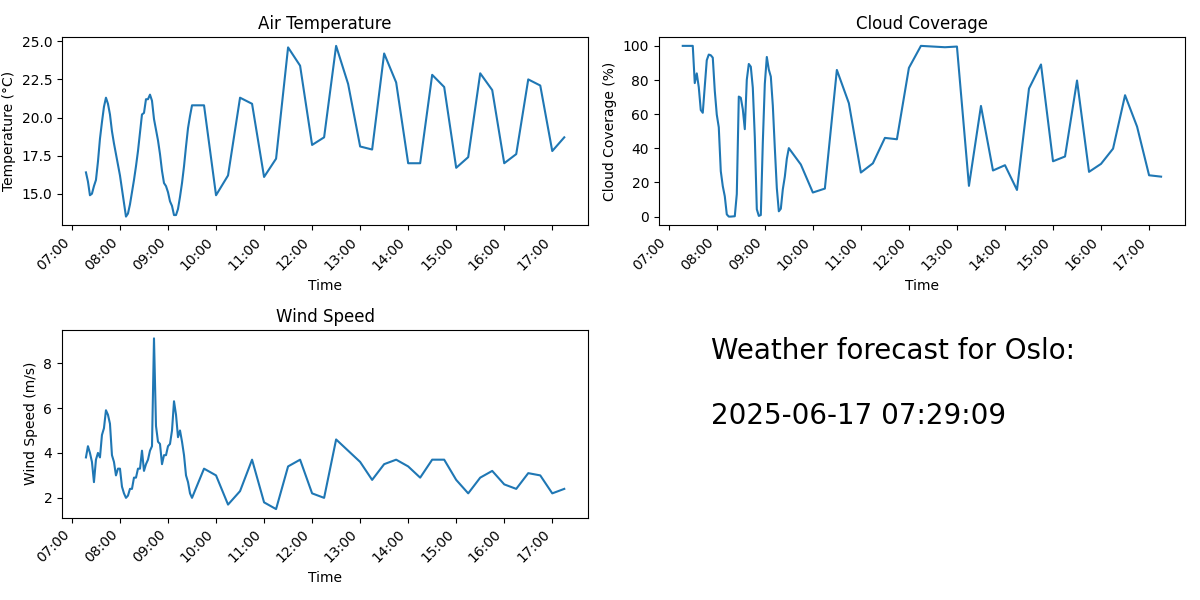 Air Temperature
Temperature (°C)
25.0
22.5
20.0
17.5
15.0
07:00 08:00 09:00 10:00 11:00 12:00 13:00 14:00 15:00 16:00 17:00
Time
Cloud Coverage
Cloud Coverage (%)
100
80
60
40
20
0
07:00 08:00 09:00 10:00 11:00 12:00 13:00 14:00 15:00 16:00 17:00
Time
Wind Speed
Wind Speed (m/s)
8
6
4
2
07:00 08:00 09:00 10:00 11:00 12:00 13:00 14:00 15:00 16:00 17:00
Time
Weather forecast for Oslo:
2025-06-17 07:29:09